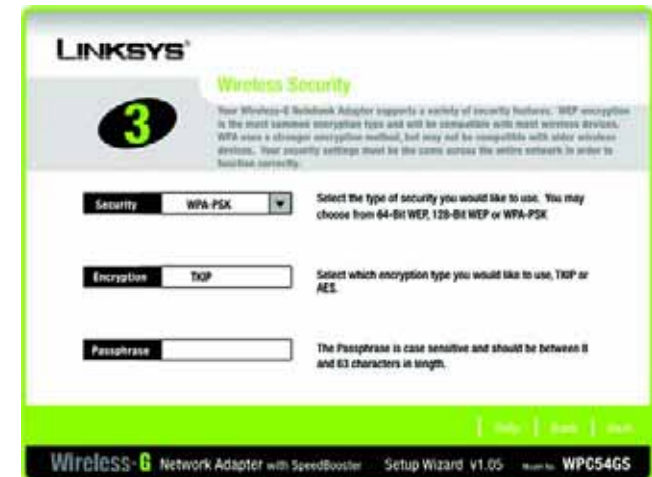 LINKSYS®
3
Wireless Security
Your Wireless-G Notebook Adapter supports a variety of security features. WEP encryption
is the most common encryption type and will be compatible with most wireless devices.
WPA uses a stronger encryption method, but may not be compatible with older wireless
devices. Your security settings must be the same across the entire network in order to
function correctly.
Security
WPA-PSK
Select the type of security you would like to use. You may
choose from 64-Bit WEP, 128-Bit WEP or WPA-PSK
Encryption
TKIP
Select which encryption type you would like to use, TKIP or
AES.
Passphrase
The Passphrase is case sensitive and should be between 8
and 63 characters in length.
Help
Back
Wireless-G Network Adapter with SpeedBooster
Setup Wizard v1.05
Model No. WPC54GS